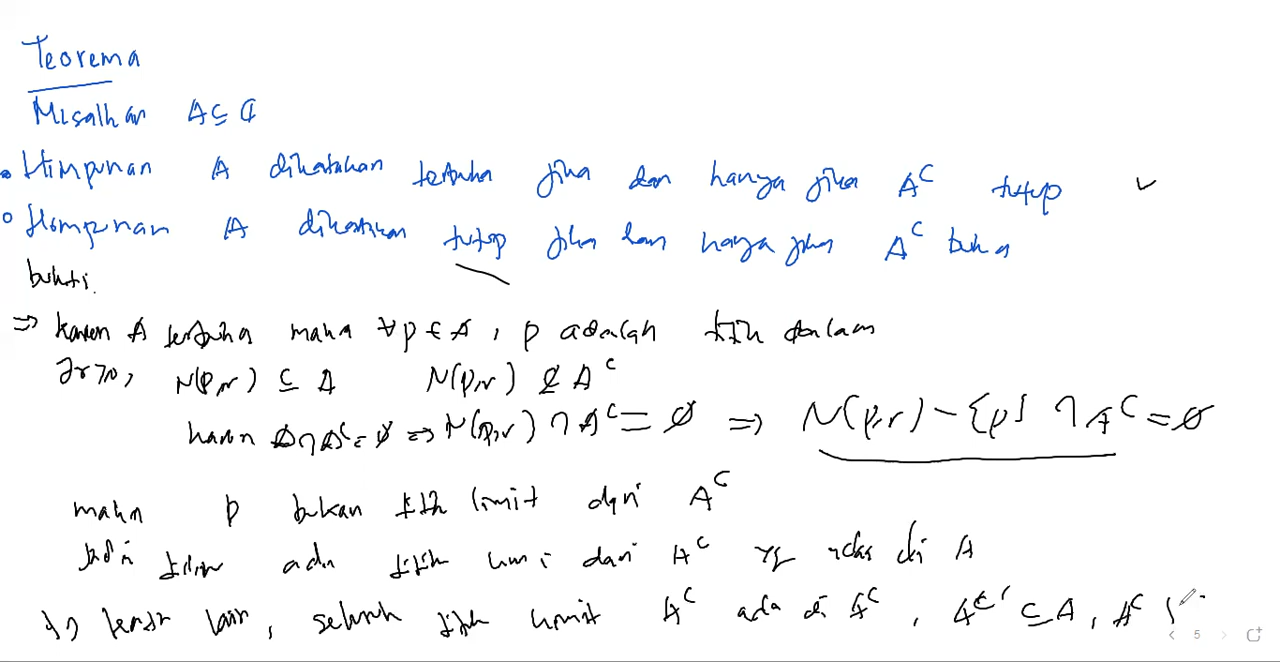 Teorema
Misalkan A ⊆ ℂ
Himpunan A dikatakan terbuka jika dan hanya jika A^c tutup ✓
Himpunan A dikatakan tutup jika dan hanya jika A^c buka
bukti.
⇒ karena A terbuka maka ∀p ∈ A, p adalah titik dalam
∃r>0, N(p,r) ⊆ A N(p,r) ⊈ A^c
karena A∩A^c = ∅ ⇒ N(p,r) ∩ A^c = ∅ ⇒ N(p,r) − {p} ∩ A^c = ∅
maka p bukan titik limit dari A^c
jadi tidak ada titik limit dari A^c yg ada di A
dg kata lain, seluruh titik limit A^c ada di A^c, A^c' ⊆ A, A^c
5